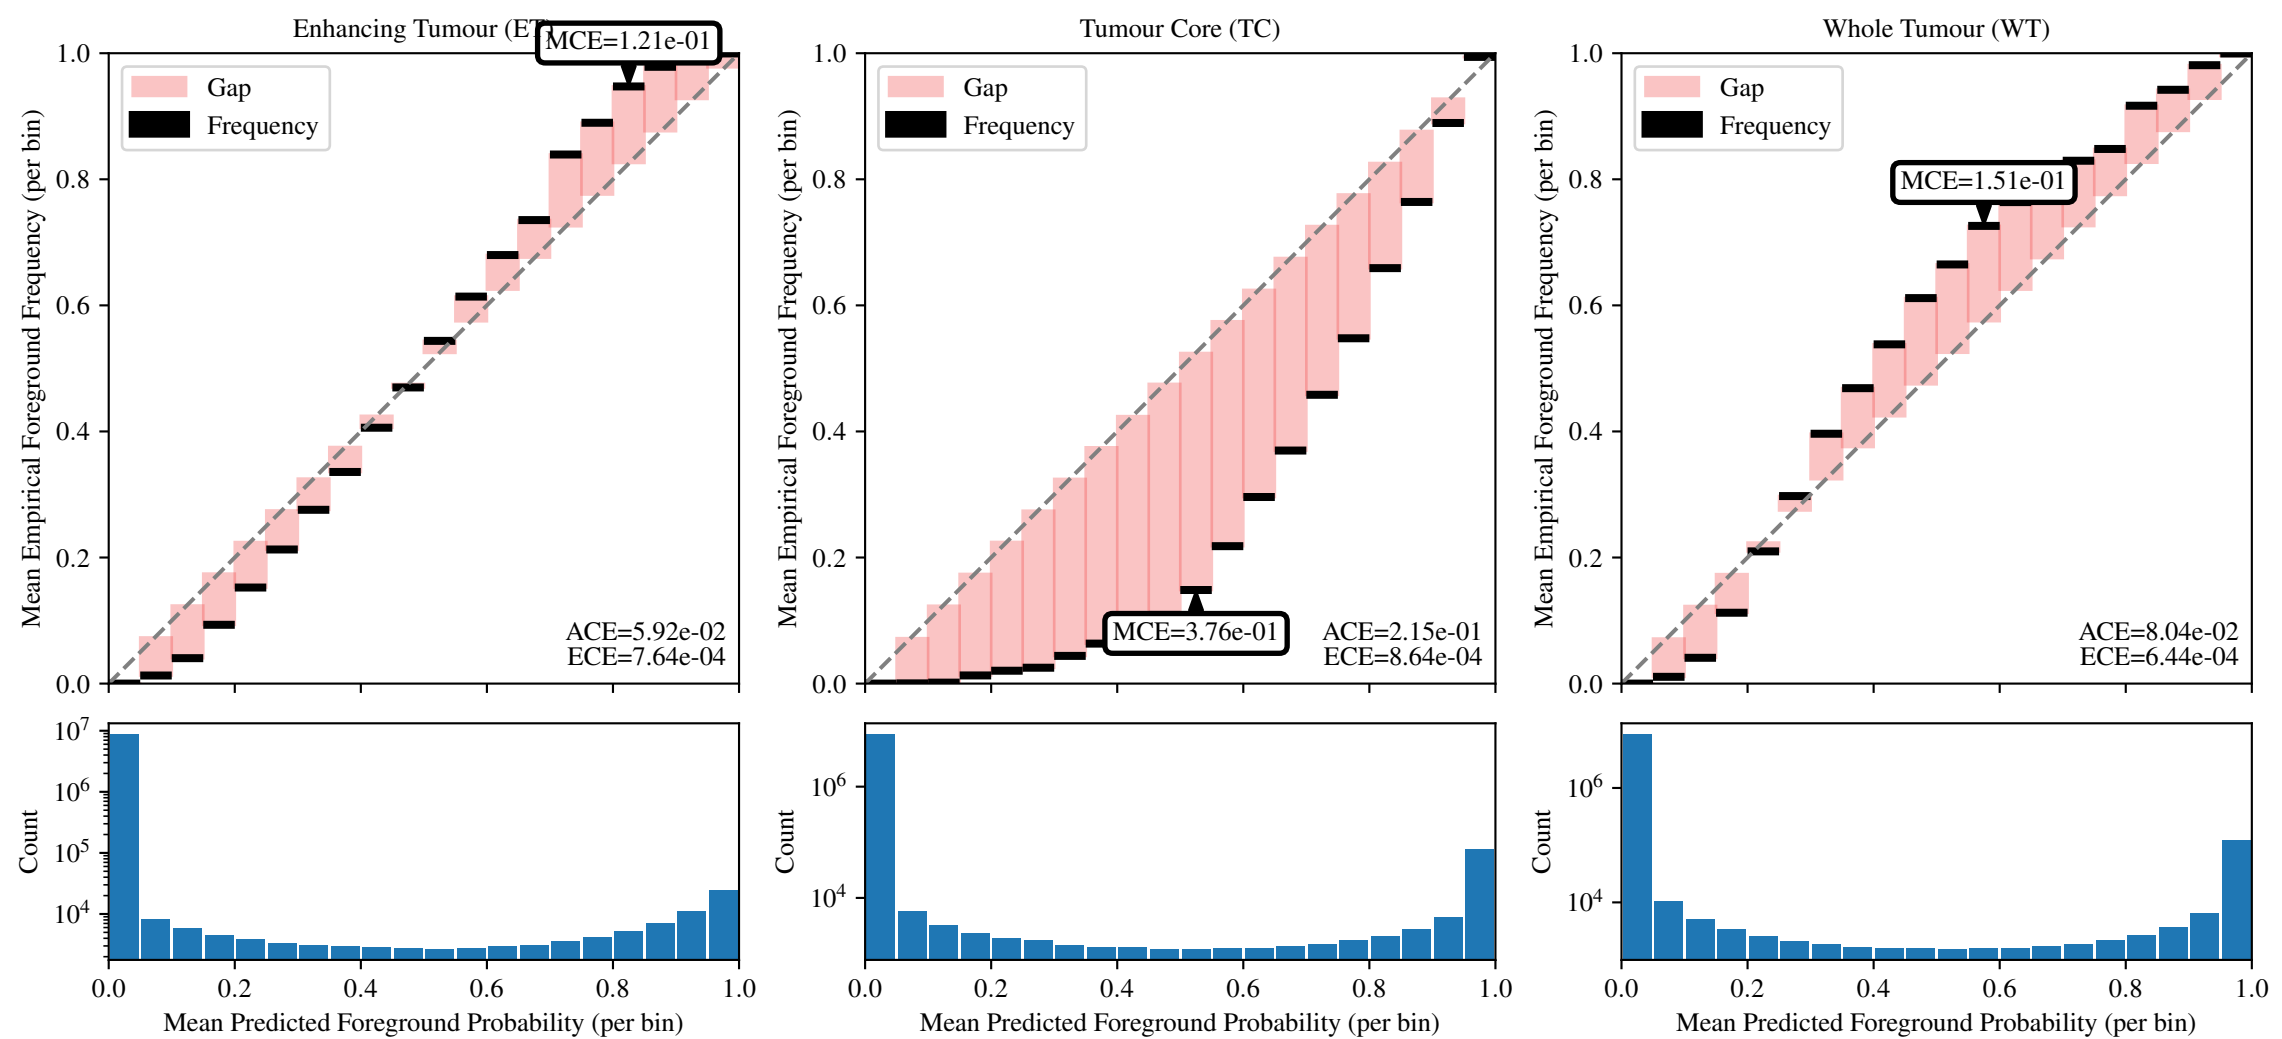 Enhancing Tumour (ET)
MCE=1.21e-01
Gap
Frequency
Mean Empirical Foreground Frequency (per bin)
1.0
0.8
0.6
0.4
0.2
0.0
ACE=5.92e-02
ECE=7.64e-04
Count
10^7
10^6
10^5
10^4
0.0 0.2 0.4 0.6 0.8 1.0
Mean Predicted Foreground Probability (per bin)
Tumour Core (TC)
Gap
Frequency
Mean Empirical Foreground Frequency (per bin)
1.0
0.8
0.6
0.4
0.2
0.0
MCE=3.76e-01
ACE=2.15e-01
ECE=8.64e-04
Count
10^6
10^4
0.0 0.2 0.4 0.6 0.8 1.0
Mean Predicted Foreground Probability (per bin)
Whole Tumour (WT)
Gap
Frequency
Mean Empirical Foreground Frequency (per bin)
1.0
0.8
0.6
0.4
0.2
0.0
MCE=1.51e-01
ACE=8.04e-02
ECE=6.44e-04
Count
10^6
10^4
0.0 0.2 0.4 0.6 0.8 1.0
Mean Predicted Foreground Probability (per bin)